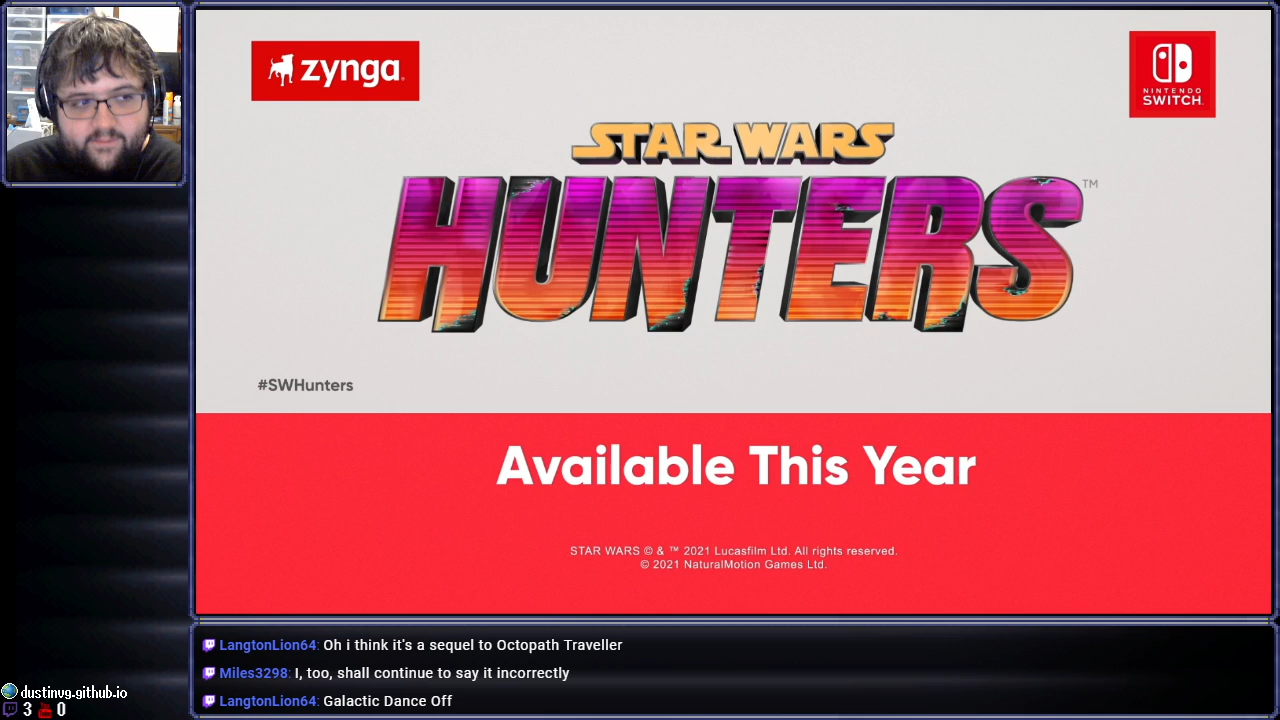 zynga
NINTENDO
SWITCH
STAR WARS
HUNTERS™
#SWHunters
Available This Year
STAR WARS © & ™ 2021 Lucasfilm Ltd. All rights reserved.
© 2021 NaturalMotion Games Ltd.
LangtonLion64: Oh i think it's a sequel to Octopath Traveller
Miles3298: I, too, shall continue to say it incorrectly
LangtonLion64: Galactic Dance Off
dustinvg.github.io
3 0